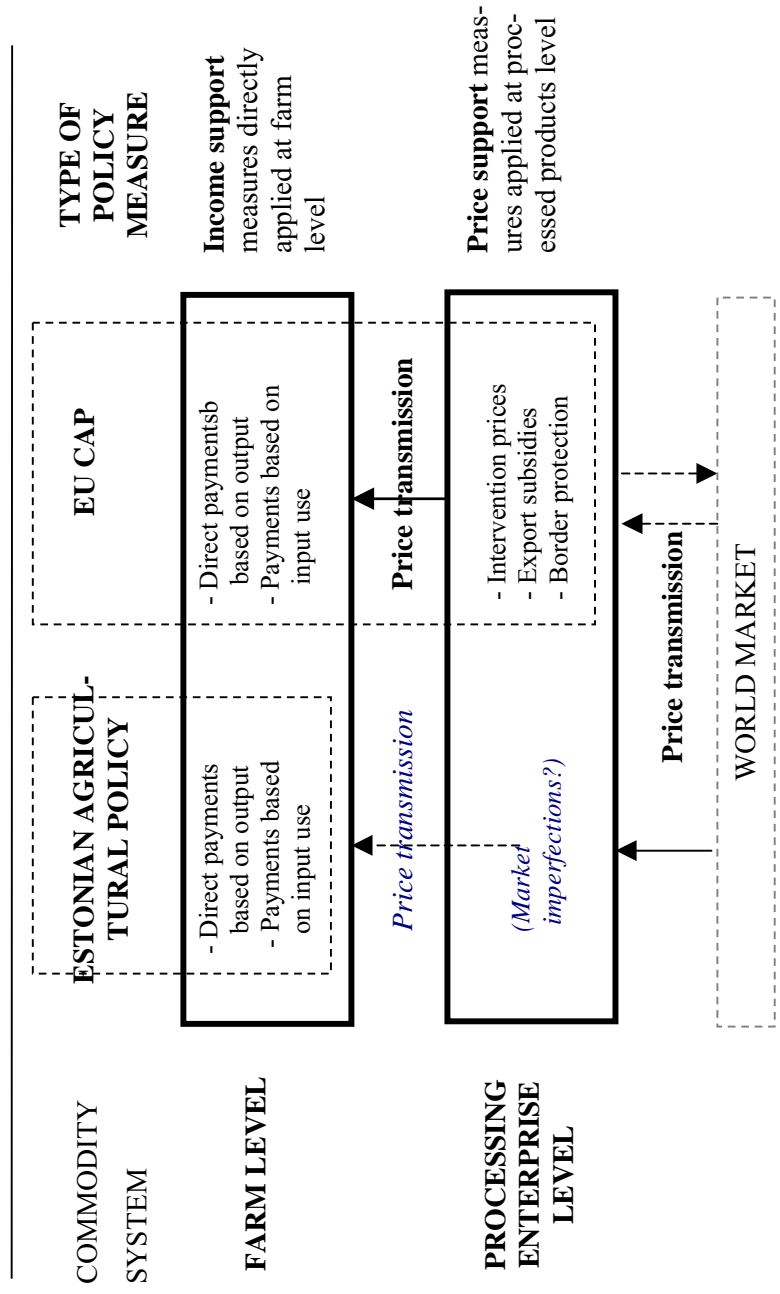 COMMODITY
SYSTEM
ESTONIAN AGRICUL-
TURAL POLICY
EU CAP
TYPE OF
POLICY
MEASURE
FARM LEVEL
- Direct payments
based on output
- Payments based
on input use
- Direct paymentsb
based on output
- Payments based on
input use
Income support
measures directly
applied at farm
level
Price transmission
Price transmission
PROCESSING
ENTERPRISE
LEVEL
(Market
imperfections?)
- Intervention prices
- Export subsidies
- Border protection
Price support meas-
ures applied at proc-
essed products level
Price transmission
WORLD MARKET